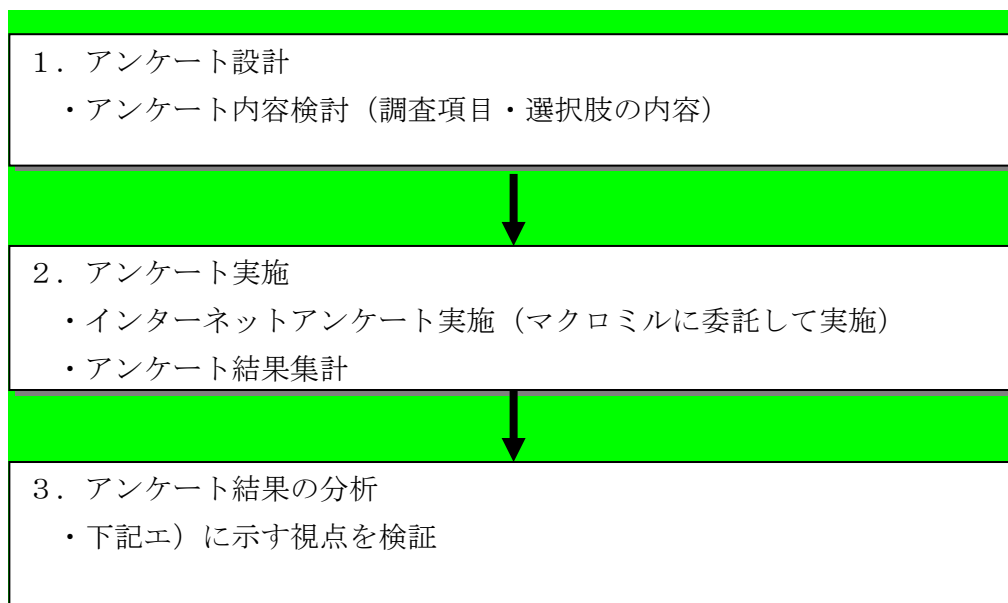 １．アンケート設計
・アンケート内容検討（調査項目・選択肢の内容）
２．アンケート実施
・インターネットアンケート実施（マクロミルに委託して実施）
・アンケート結果集計
３．アンケート結果の分析
・下記エ）に示す視点を検証